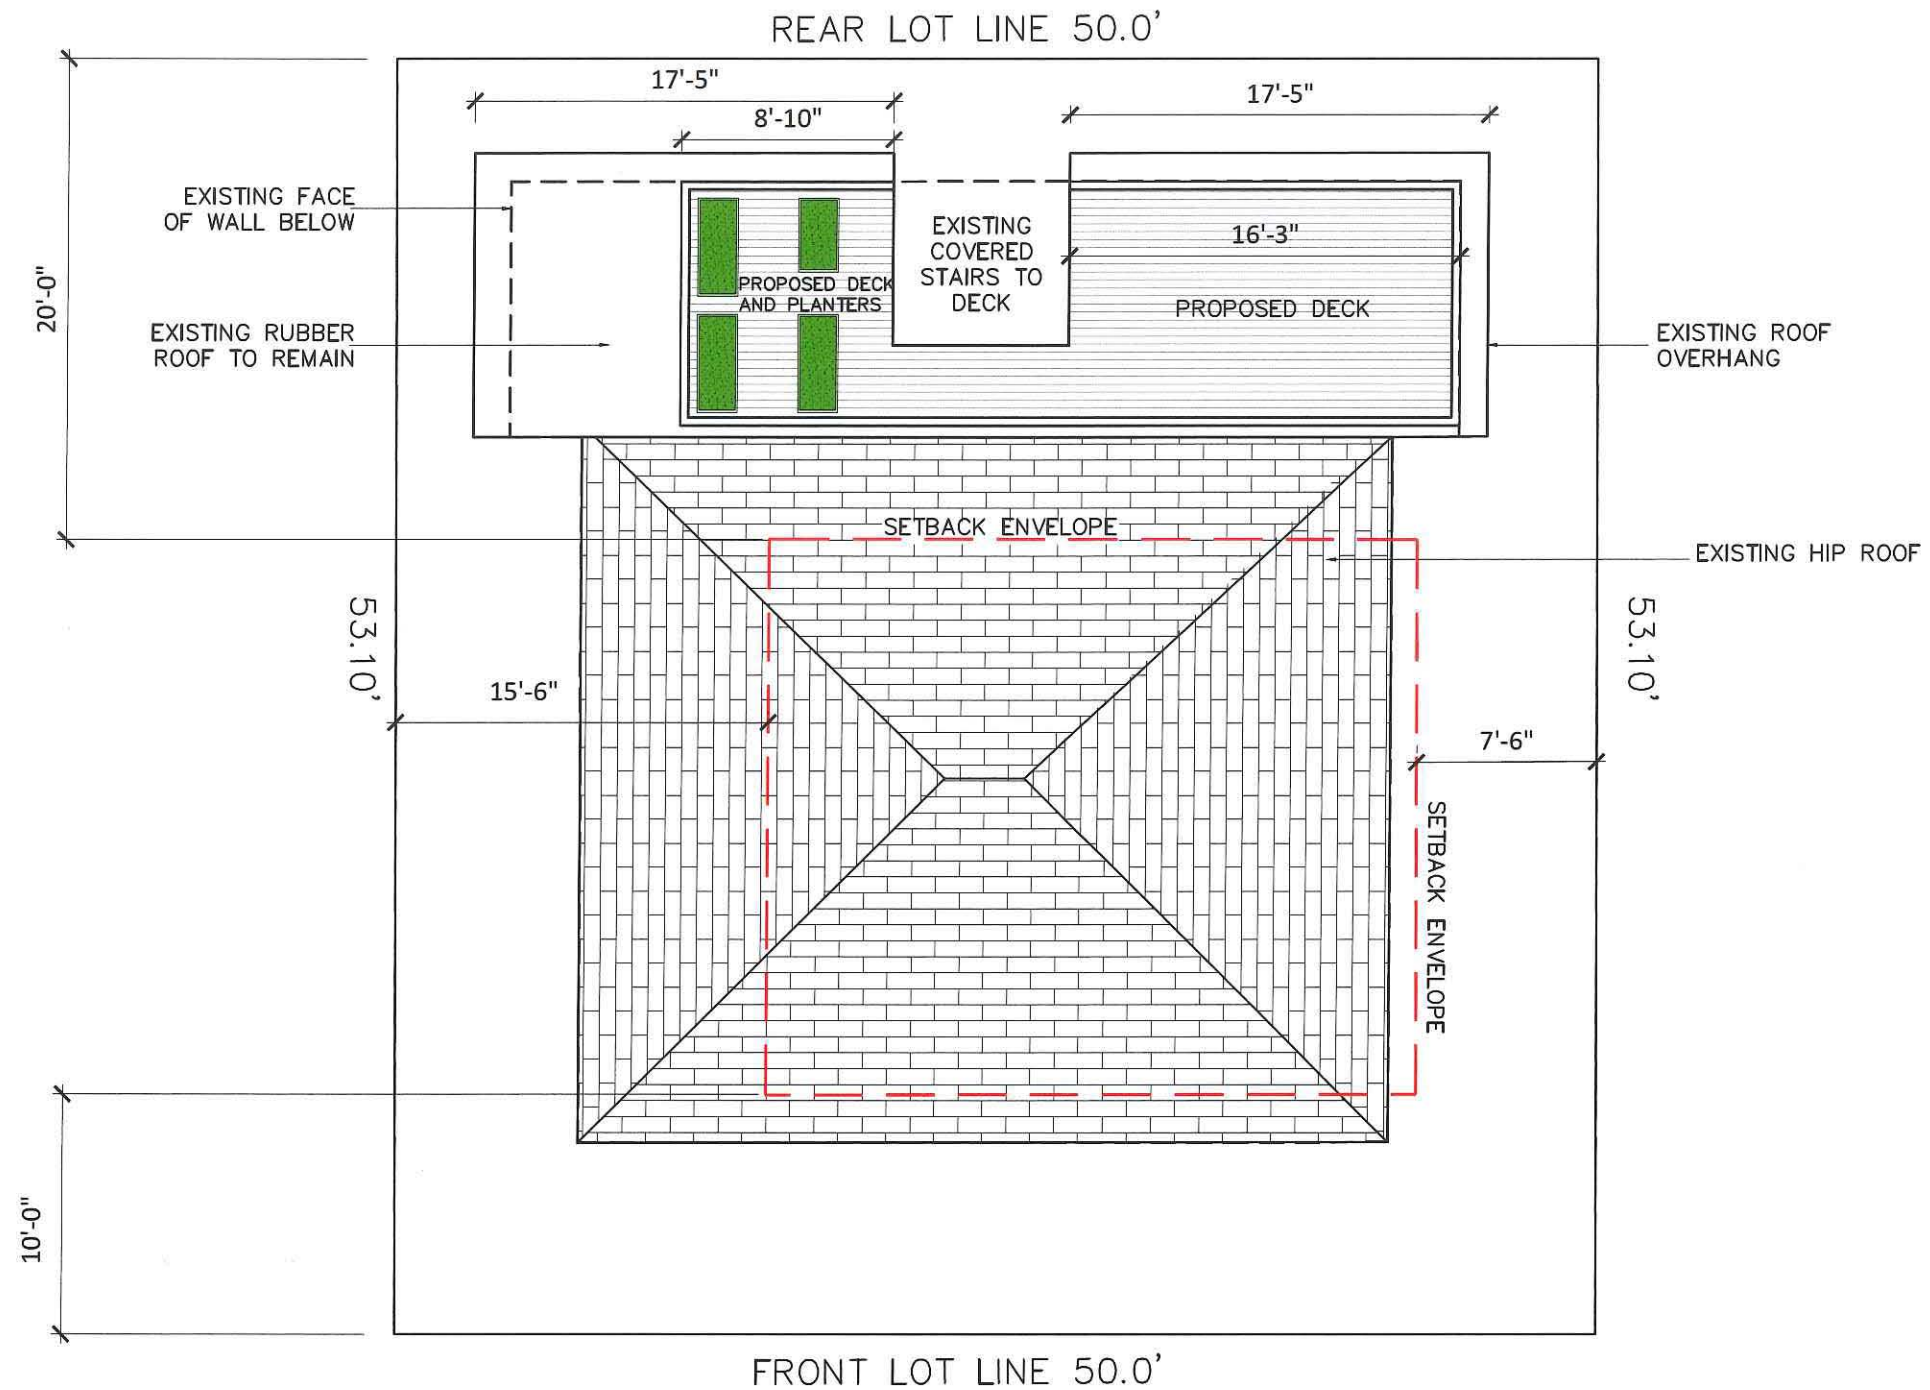 REAR LOT LINE 50.0'
17'-5"
17'-5"
8'-10"
EXISTING FACE
OF WALL BELOW
EXISTING
COVERED
STAIRS TO
DECK
16'-3"
20'-0"
PROPOSED DECK
AND PLANTERS
PROPOSED DECK
EXISTING RUBBER
ROOF TO REMAIN
EXISTING ROOF
OVERHANG
SETBACK ENVELOPE
EXISTING HIP ROOF
53.10'
53.10'
15'-6"
7'-6"
SETBACK ENVELOPE
10'-0"
FRONT LOT LINE 50.0'